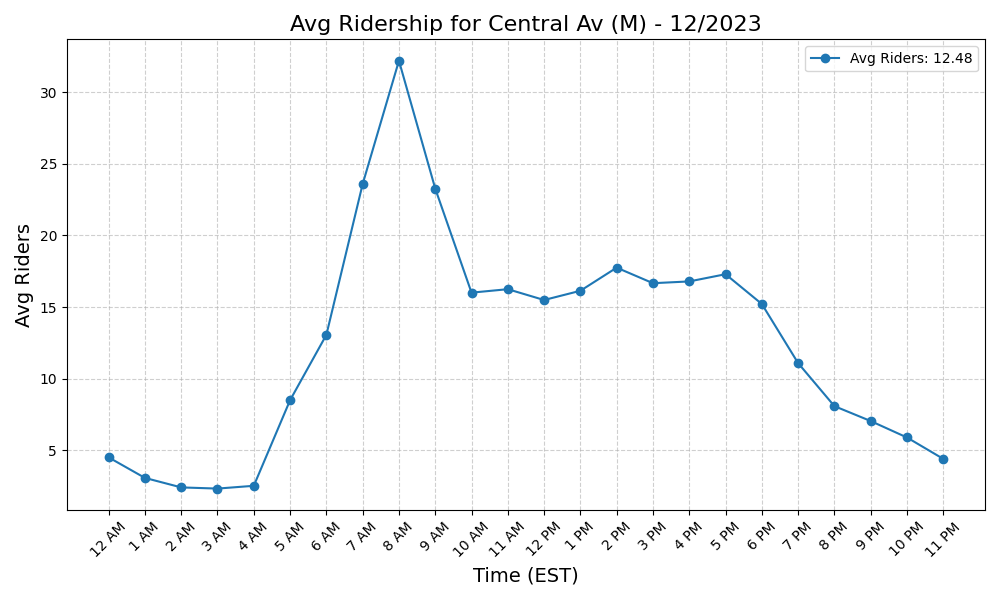 Avg Ridership for Central Av (M) - 12/2023
Avg Riders: 12.48
Avg Riders
30
25
20
15
10
5
12 AM
1 AM
2 AM
3 AM
4 AM
5 AM
6 AM
7 AM
8 AM
9 AM
10 AM
11 AM
12 PM
1 PM
2 PM
3 PM
4 PM
5 PM
6 PM
7 PM
8 PM
9 PM
10 PM
11 PM
Time (EST)